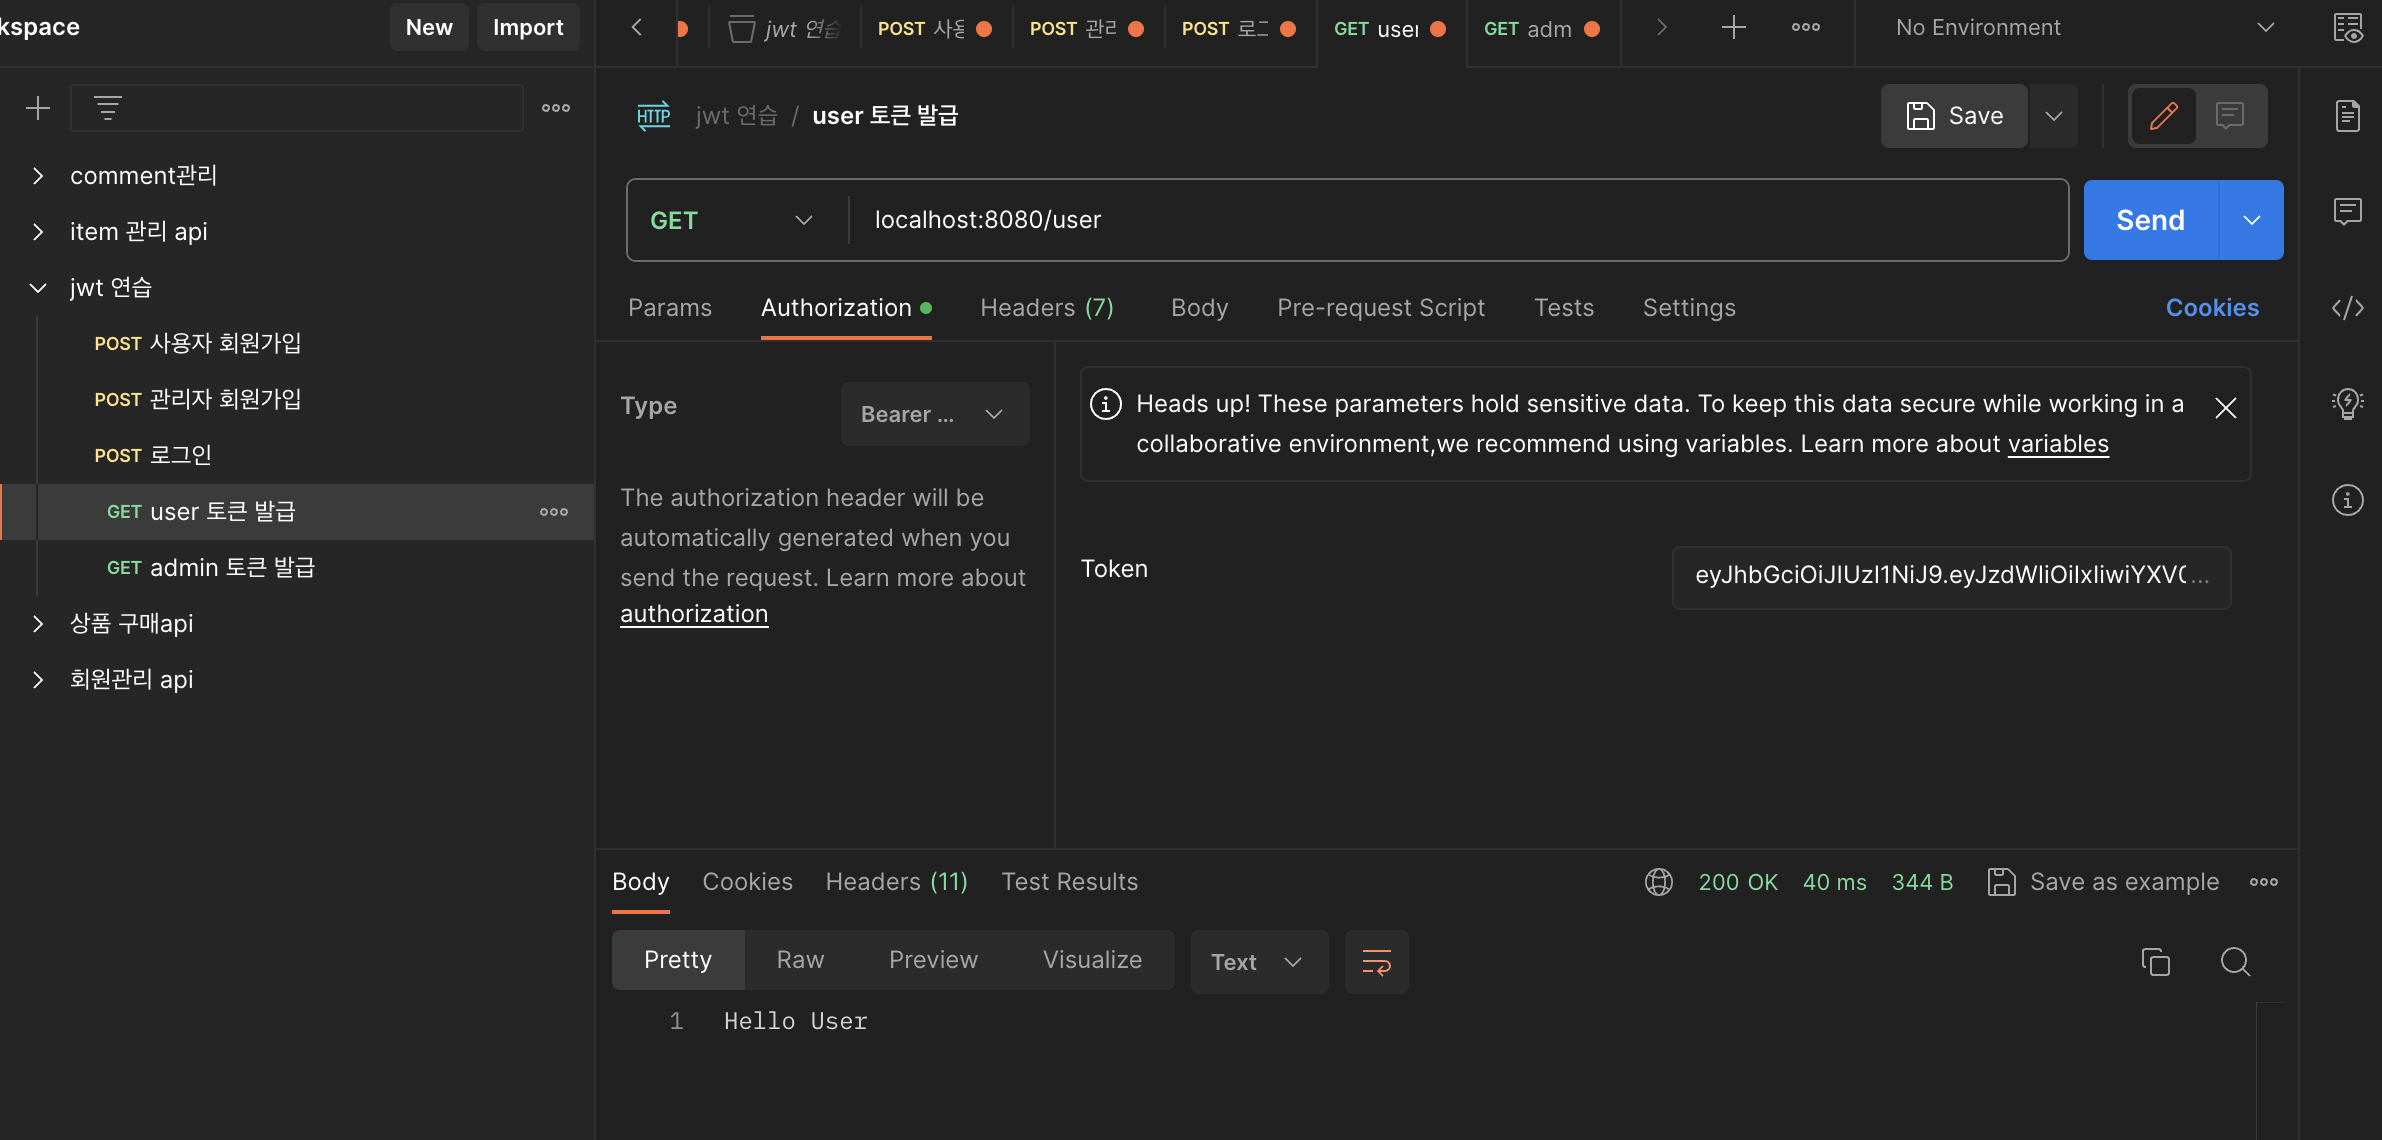 kspace
New
Import
jwt 연습
POST 사용
POST 관리
POST 로그
GET user
GET adm
No Environment
jwt 연습 / user 토큰 발급
Save
comment관리
item 관리 api
jwt 연습
POST 사용자 회원가입
POST 관리자 회원가입
POST 로그인
GET user 토큰 발급
GET admin 토큰 발급
상품 구매api
회원관리 api
GET
localhost:8080/user
Send
Params
Authorization
Headers (7)
Body
Pre-request Script
Tests
Settings
Cookies
Type
Bearer ...
The authorization header will be
automatically generated when you
send the request. Learn more about
authorization
Heads up! These parameters hold sensitive data. To keep this data secure while working in a
collaborative environment,we recommend using variables. Learn more about variables
Token
eyJhbGciOiJIUzI1NiJ9.eyJzdWIiOiIxIiwiYXV0...
Body
Cookies
Headers (11)
Test Results
200 OK
40 ms
344 B
Save as example
Pretty
Raw
Preview
Visualize
Text
1 Hello User